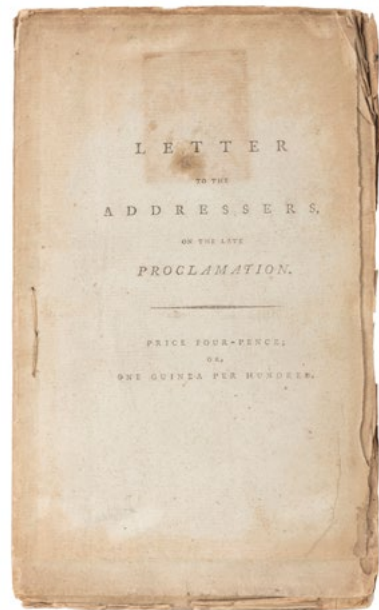 LETTER
TO THE
ADDRESSERS,
ON THE LATE
PROCLAMATION.
PRICE FOUR-PENCE;
OR,
ONE GUINEA PER HUNDRED.